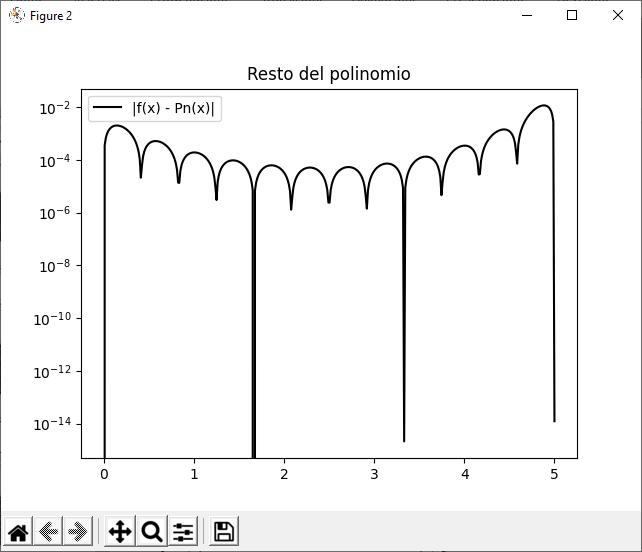 Figure 2
Resto del polinomio
|f(x) - Pn(x)|
10⁻²
10⁻⁴
10⁻⁶
10⁻⁸
10⁻¹⁰
10⁻¹²
10⁻¹⁴
0 1 2 3 4 5